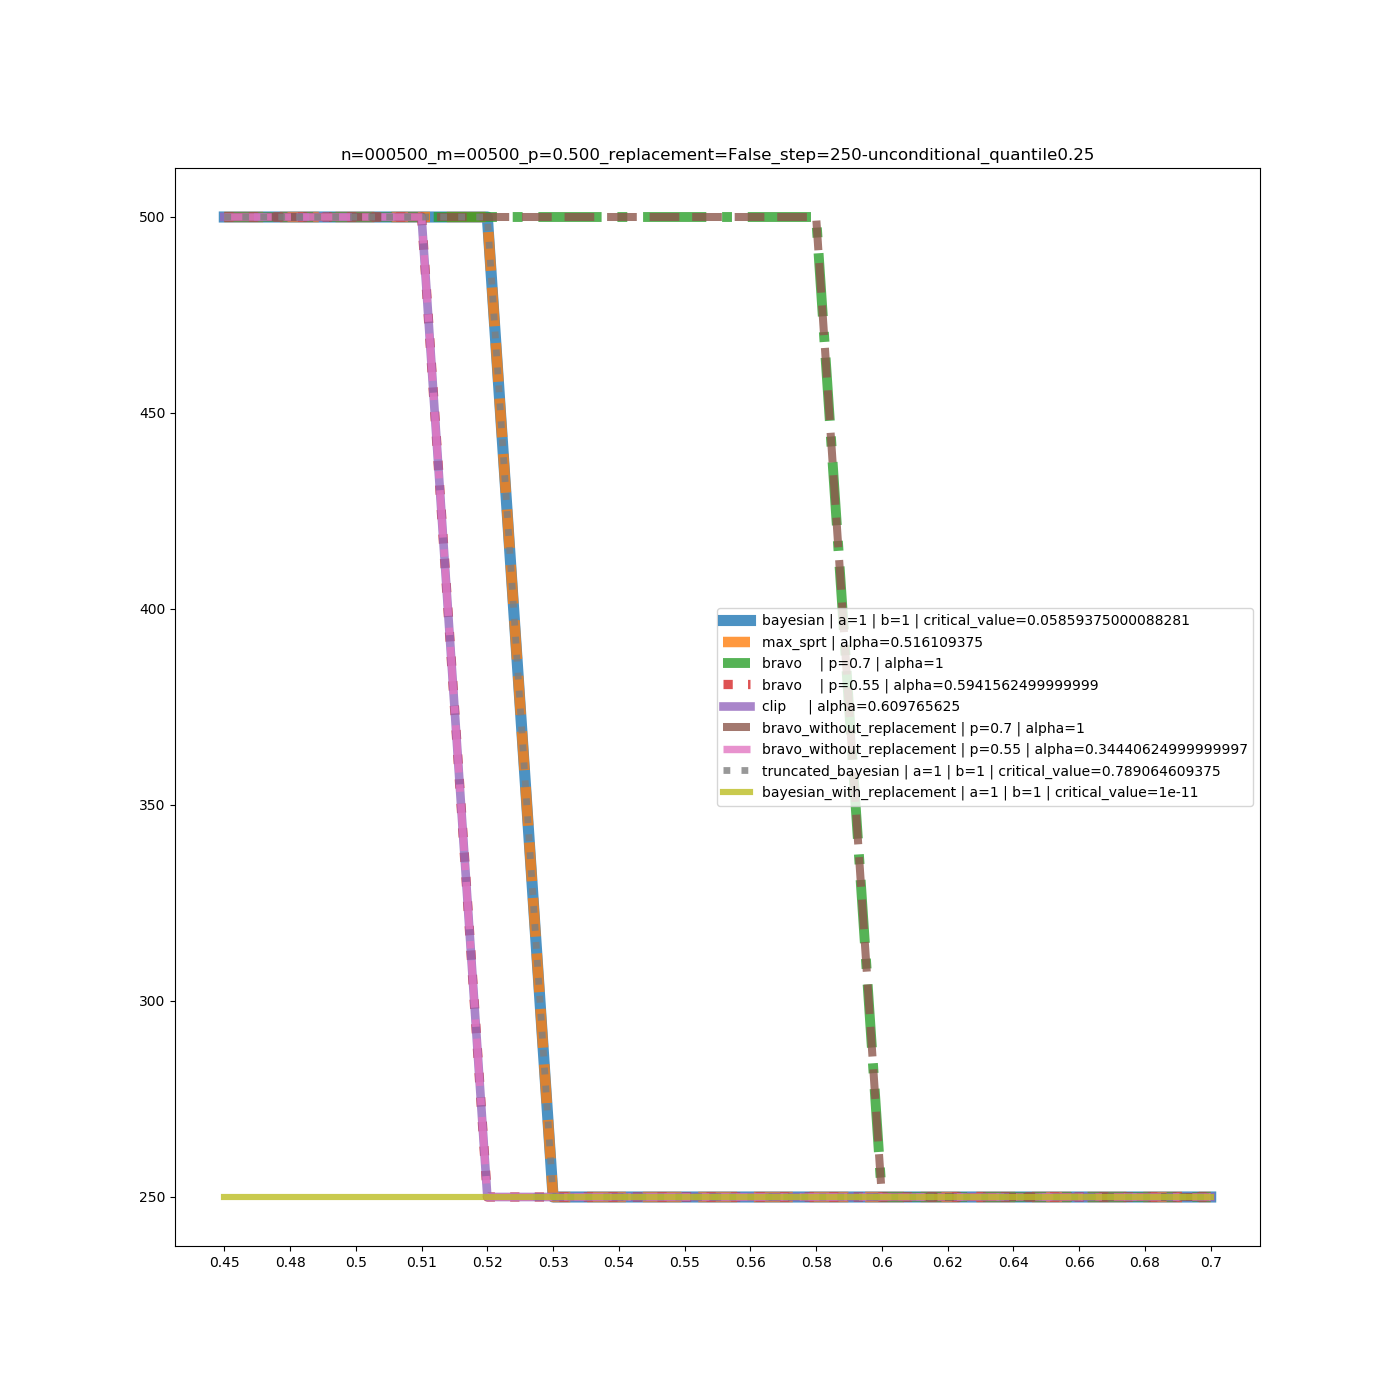 n=000500_m=00500_p=0.500_replacement=False_step=250-unconditional_quantile0.25
500
450
400
350
300
250
bayesian | a=1 | b=1 | critical_value=0.05859375000088281
max_sprt | alpha=0.516109375
bravo    | p=0.7 | alpha=1
bravo    | p=0.55 | alpha=0.5941562499999999
clip     | alpha=0.609765625
bravo_without_replacement | p=0.7 | alpha=1
bravo_without_replacement | p=0.55 | alpha=0.34440624999999997
truncated_bayesian | a=1 | b=1 | critical_value=0.789064609375
bayesian_with_replacement | a=1 | b=1 | critical_value=1e-11
0.45 0.48 0.5 0.51 0.52 0.53 0.54 0.55 0.56 0.58 0.6 0.62 0.64 0.66 0.68 0.7